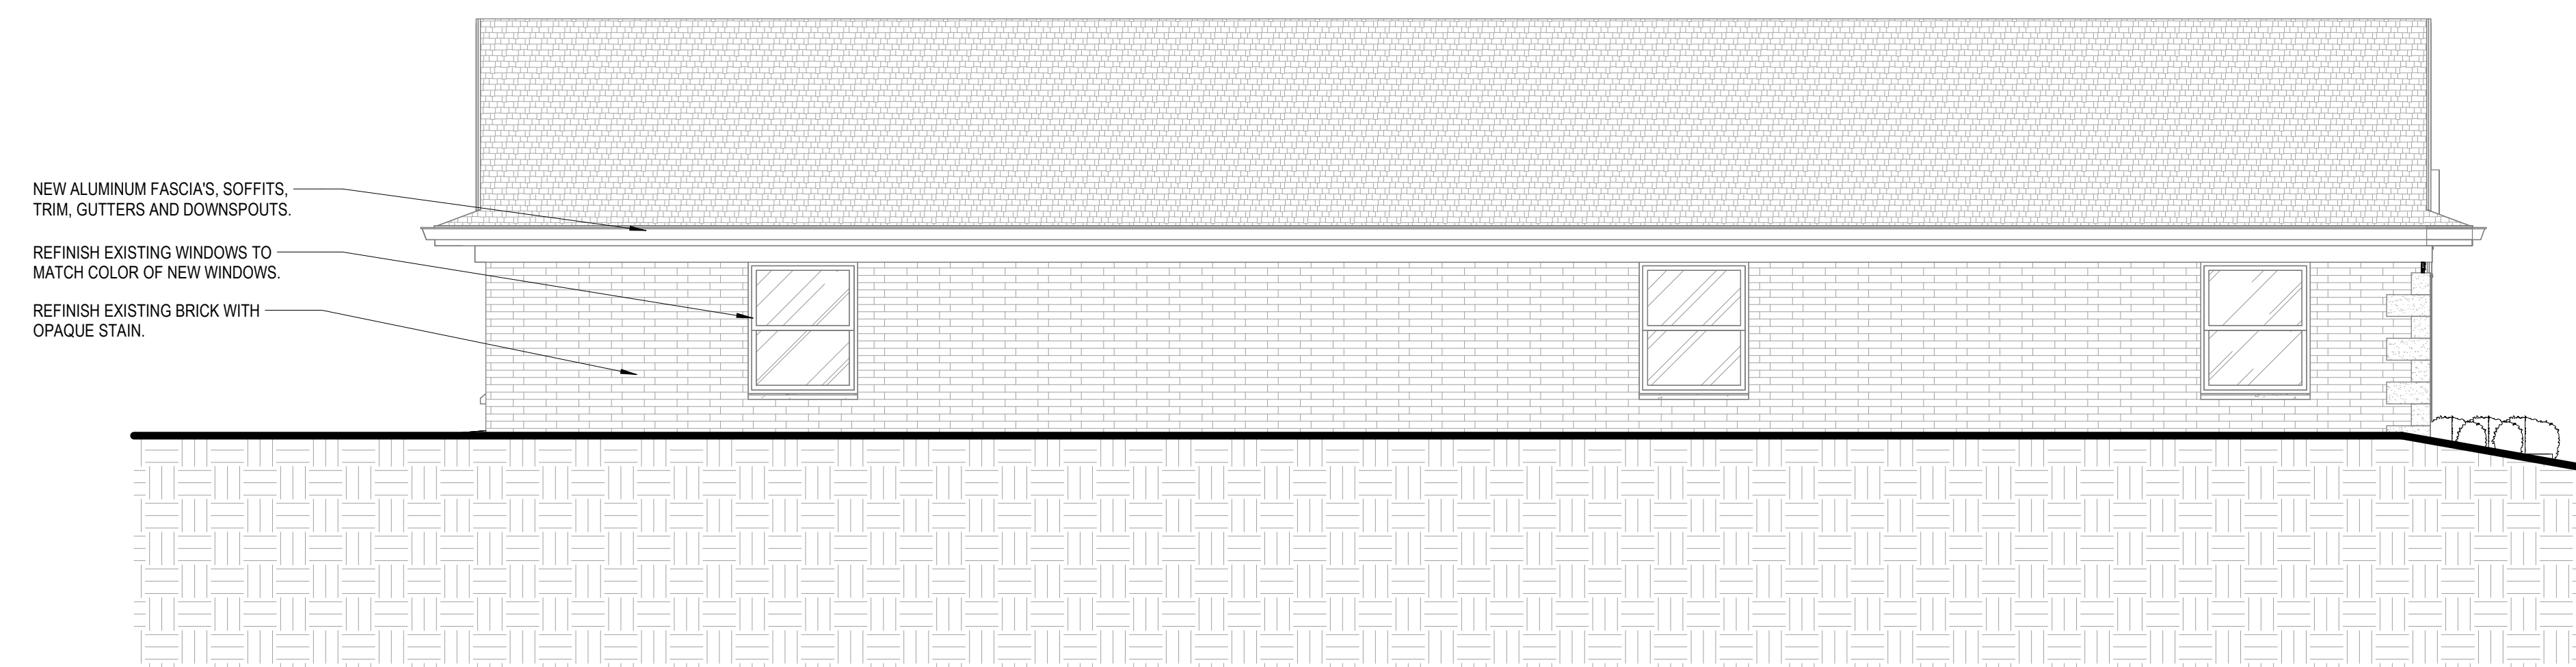 NEW ALUMINUM FASCIA'S, SOFFITS,
TRIM, GUTTERS AND DOWNSPOUTS.
REFINISH EXISTING WINDOWS TO
MATCH COLOR OF NEW WINDOWS.
REFINISH EXISTING BRICK WITH
OPAQUE STAIN.